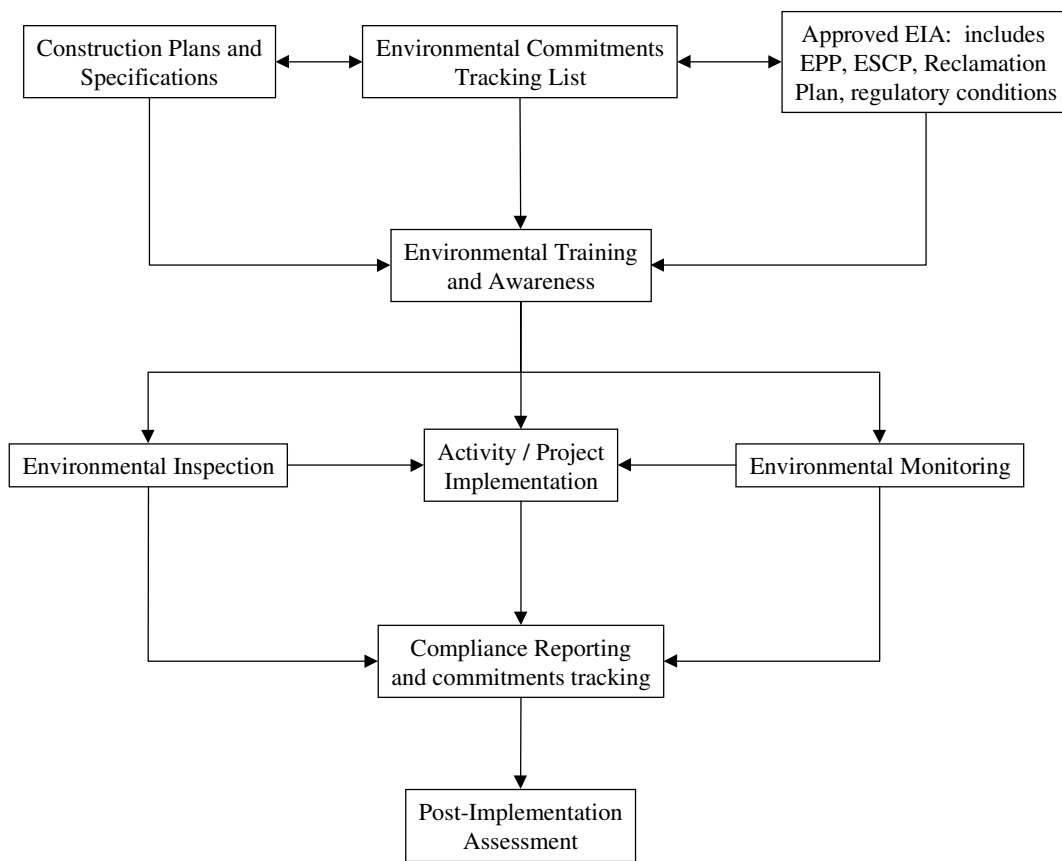 Construction Plans and
Specifications
Environmental Commitments
Tracking List
Approved EIA:  includes
EPP, ESCP, Reclamation
Plan, regulatory conditions
Environmental Training
and Awareness
Environmental Inspection
Activity / Project
Implementation
Environmental Monitoring
Compliance Reporting
and commitments tracking
Post-Implementation
Assessment